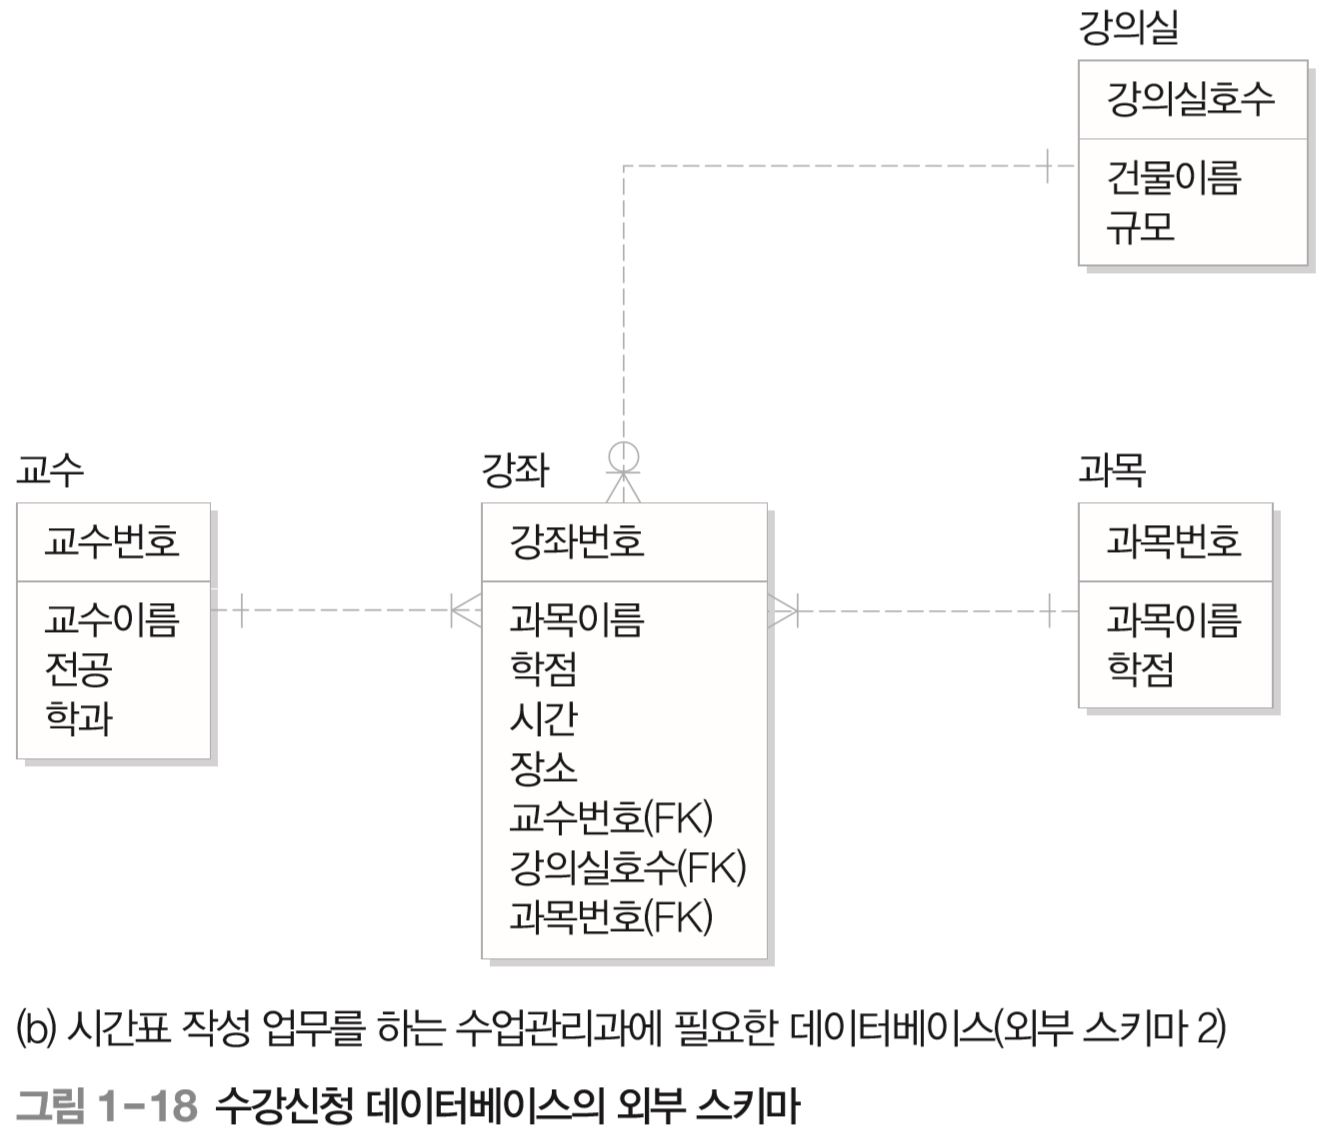 강의실
강의실호수
건물이름
규모
교수
교수번호
교수이름
전공
학과
강좌
강좌번호
과목이름
학점
시간
장소
교수번호(FK)
강의실호수(FK)
과목번호(FK)
과목
과목번호
과목이름
학점
(b) 시간표 작성 업무를 하는 수업관리과에 필요한 데이터베이스(외부 스키마 2)
그림 1-18 수강신청 데이터베이스의 외부 스키마